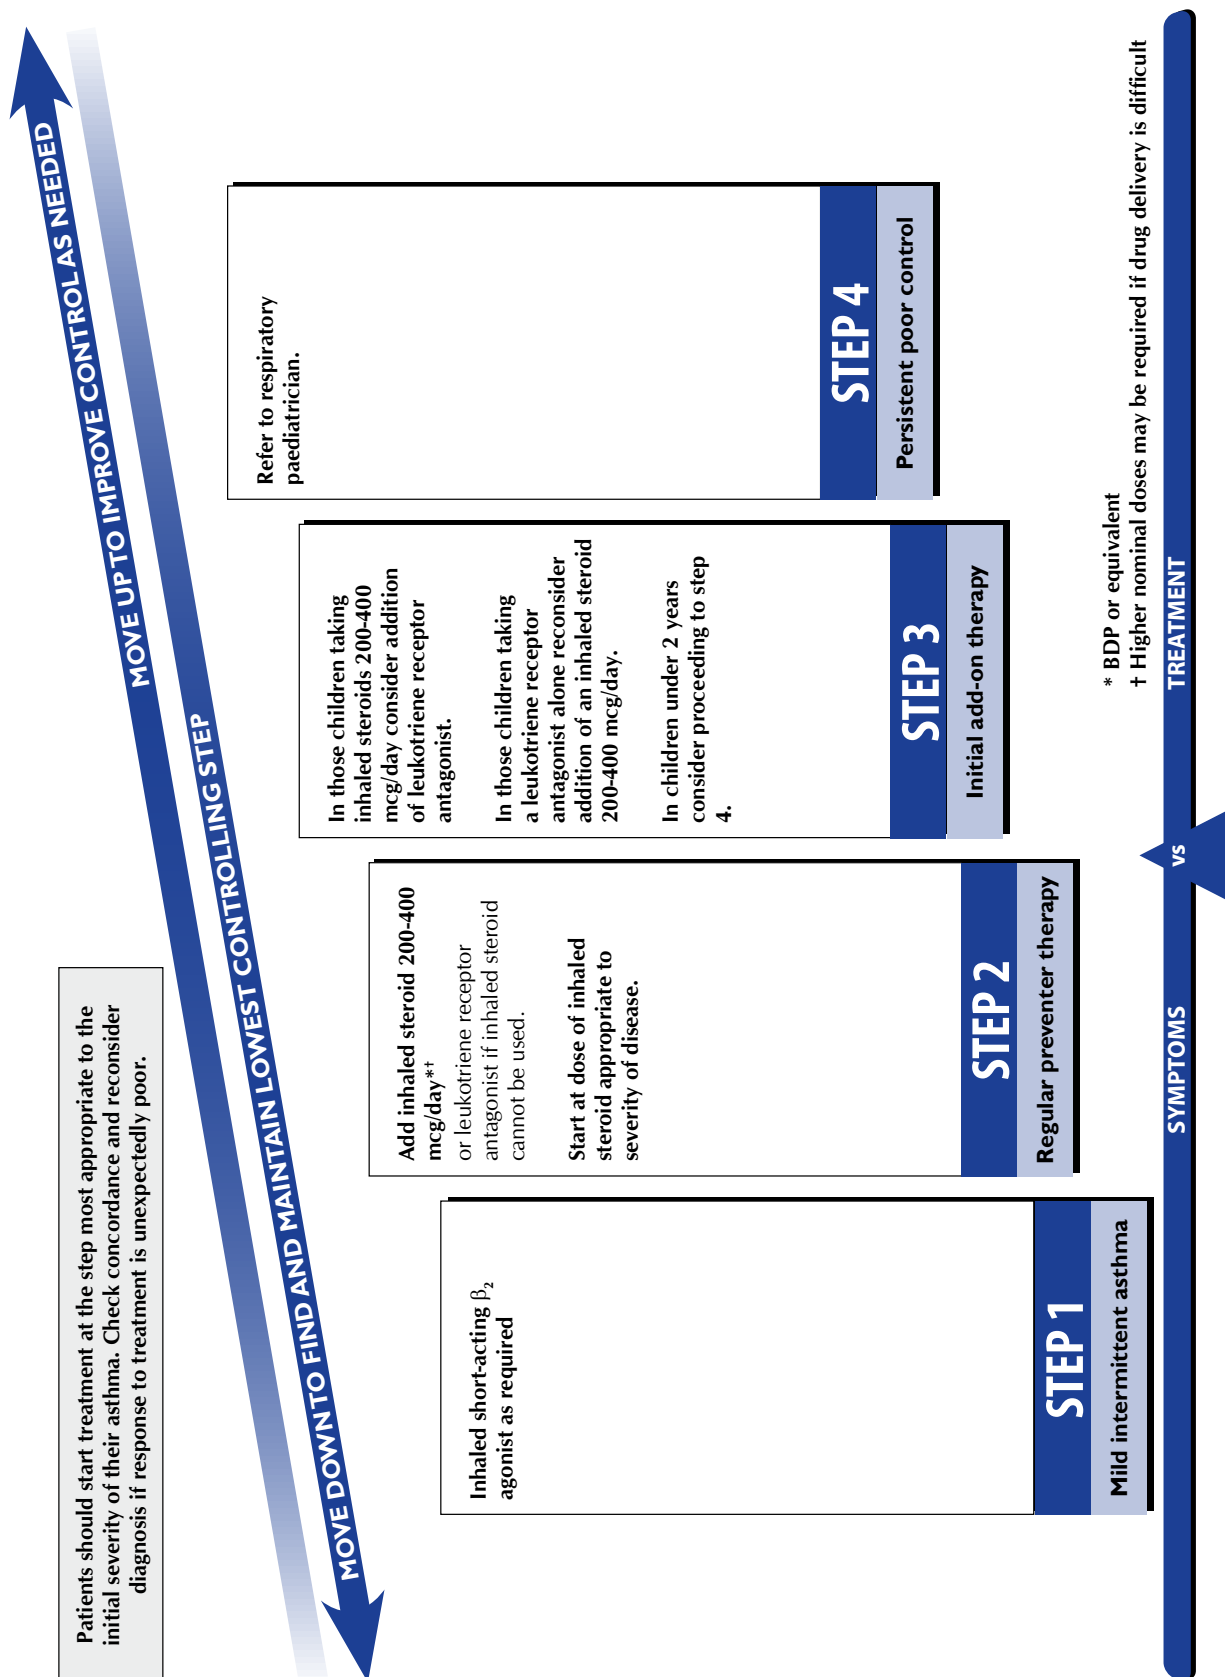 Patients should start treatment at the step most appropriate to the
initial severity of their asthma. Check concordance and reconsider
diagnosis if response to treatment is unexpectedly poor.
MOVE UP TO IMPROVE CONTROL AS NEEDED
MOVE DOWN TO FIND AND MAINTAIN LOWEST CONTROLLING STEP
Inhaled short-acting β₂
agonist as required
STEP 1
Mild intermittent asthma
Add inhaled steroid 200-400
mcg/day*†
or leukotriene receptor
antagonist if inhaled steroid
cannot be used.
Start at dose of inhaled
steroid appropriate to
severity of disease.
STEP 2
Regular preventer therapy
In those children taking
inhaled steroids 200-400
mcg/day consider addition
of leukotriene receptor
antagonist.
In those children taking
a leukotriene receptor
antagonist alone reconsider
addition of an inhaled steroid
200-400 mcg/day.
In children under 2 years
consider proceeding to step
4.
STEP 3
Initial add-on therapy
Refer to respiratory
paediatrician.
STEP 4
Persistent poor control
* BDP or equivalent
† Higher nominal doses may be required if drug delivery is difficult
SYMPTOMS vs TREATMENT